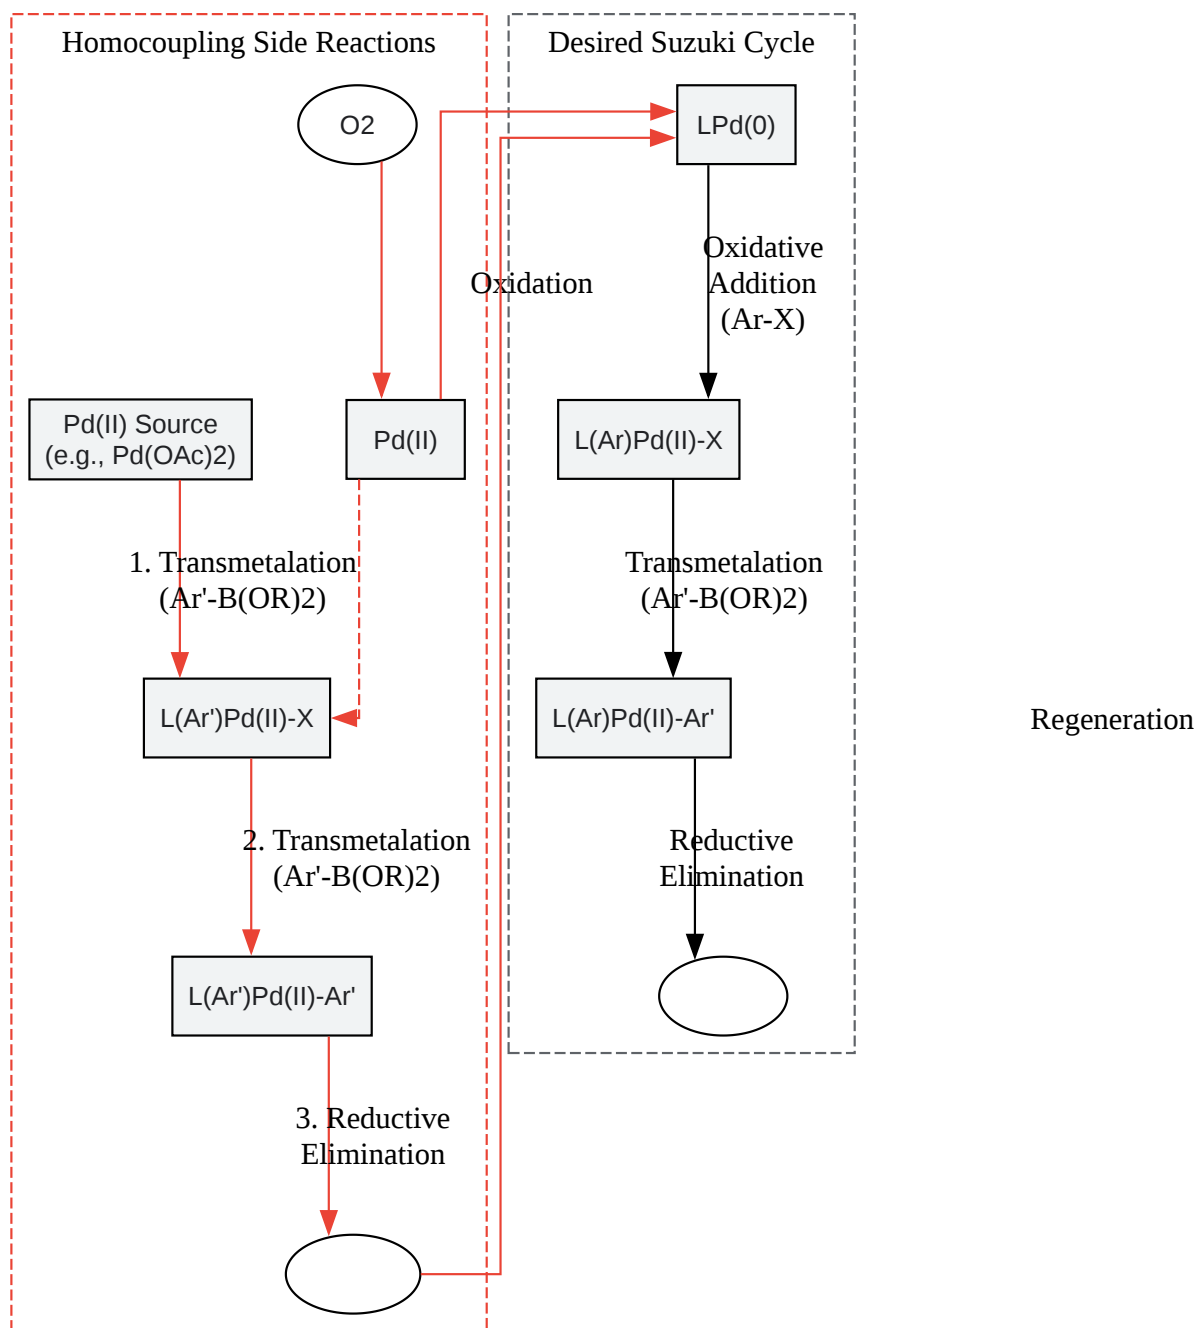 Homocoupling Side Reactions
Desired Suzuki Cycle
O2
LPd(0)
Oxidation
Oxidative
Addition
(Ar-X)
Pd(II) Source
(e.g., Pd(OAc)2)
Pd(II)
L(Ar)Pd(II)-X
1. Transmetalation
(Ar'-B(OR)2)
Transmetalation
(Ar'-B(OR)2)
L(Ar')Pd(II)-X
L(Ar)Pd(II)-Ar'
Regeneration
2. Transmetalation
(Ar'-B(OR)2)
Reductive
Elimination
L(Ar')Pd(II)-Ar'
3. Reductive
Elimination